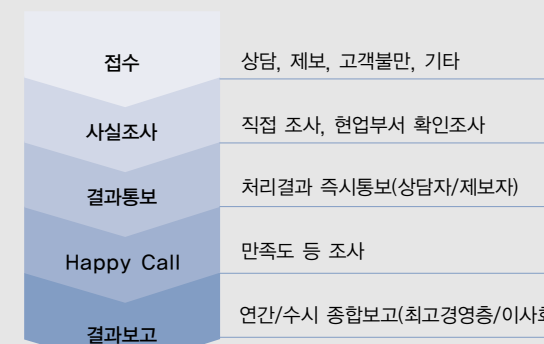 접수
상담, 제보, 고객불만, 기타
사실조사
직접 조사, 현업부서 확인조사
결과통보
처리결과 즉시통보(상담자/제보자)
Happy Call
만족도 등 조사
결과보고
연간/수시 종합보고(최고경영층/이사회